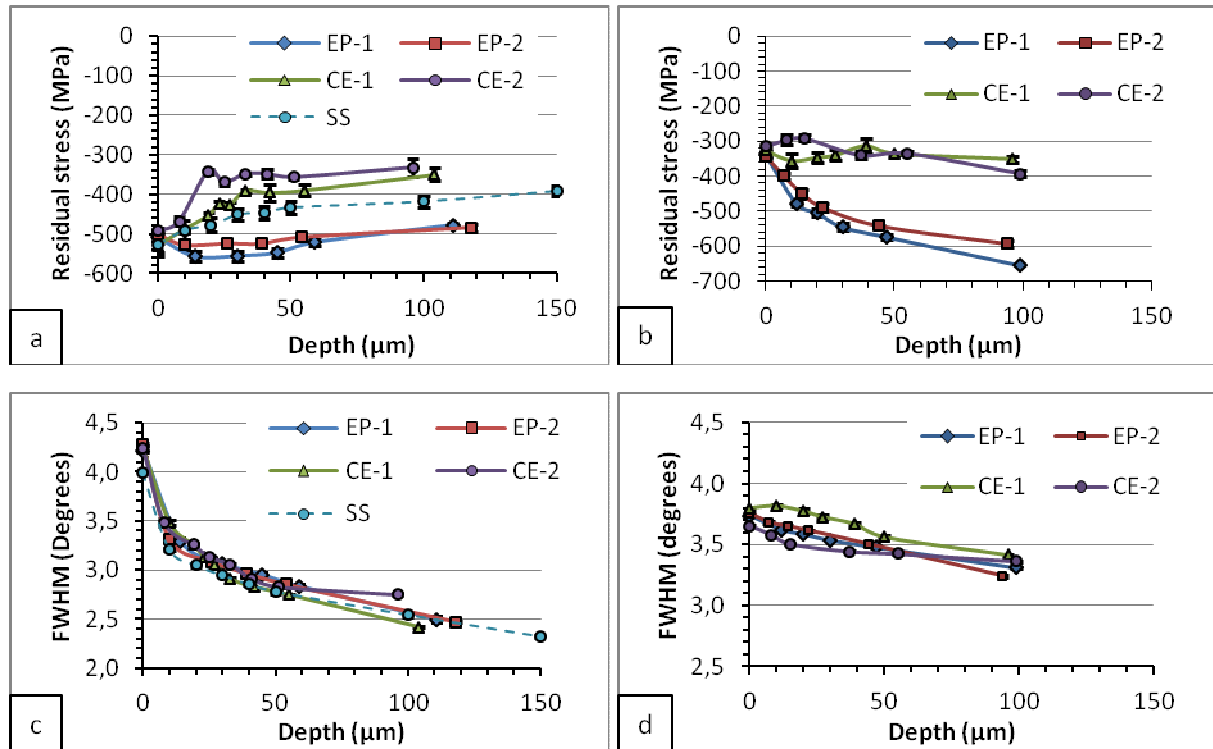 0
-100
-200
-300
-400
-500
-600
Residual stress (MPa)
EP-1 EP-2
CE-1 CE-2
SS
0 50 100 150
Depth (µm)
a
0
-100
-200
-300
-400
-500
-600
-700
Residual stress (MPa)
EP-1 EP-2
CE-1 CE-2
0 50 100 150
Depth (µm)
b
4,5
4,0
3,5
3,0
2,5
2,0
FWHM (Degrees)
EP-1 EP-2
CE-1 CE-2
SS
0 50 100 150
Depth (µm)
c
4,5
4,0
3,5
3,0
2,5
FWHM (degrees)
EP-1 EP-2
CE-1 CE-2
0 50 100 150
Depth (µm)
d